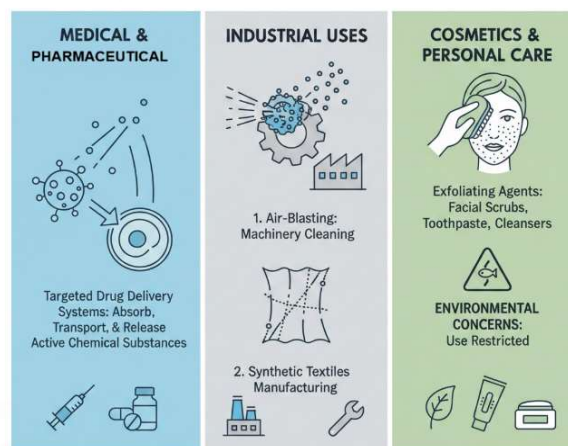 MEDICAL &
PHARMACEUTICAL
Targeted Drug Delivery
Systems: Absorb,
Transport, & Release
Active Chemical Substances
INDUSTRIAL USES
1. Air-Blasting:
Machinery Cleaning
2. Synthetic Textiles
Manufacturing
COSMETICS &
PERSONAL CARE
Exfoliating Agents:
Facial Scrubs,
Toothpaste, Cleansers
ENVIRONMENTAL
CONCERNS:
Use Restricted